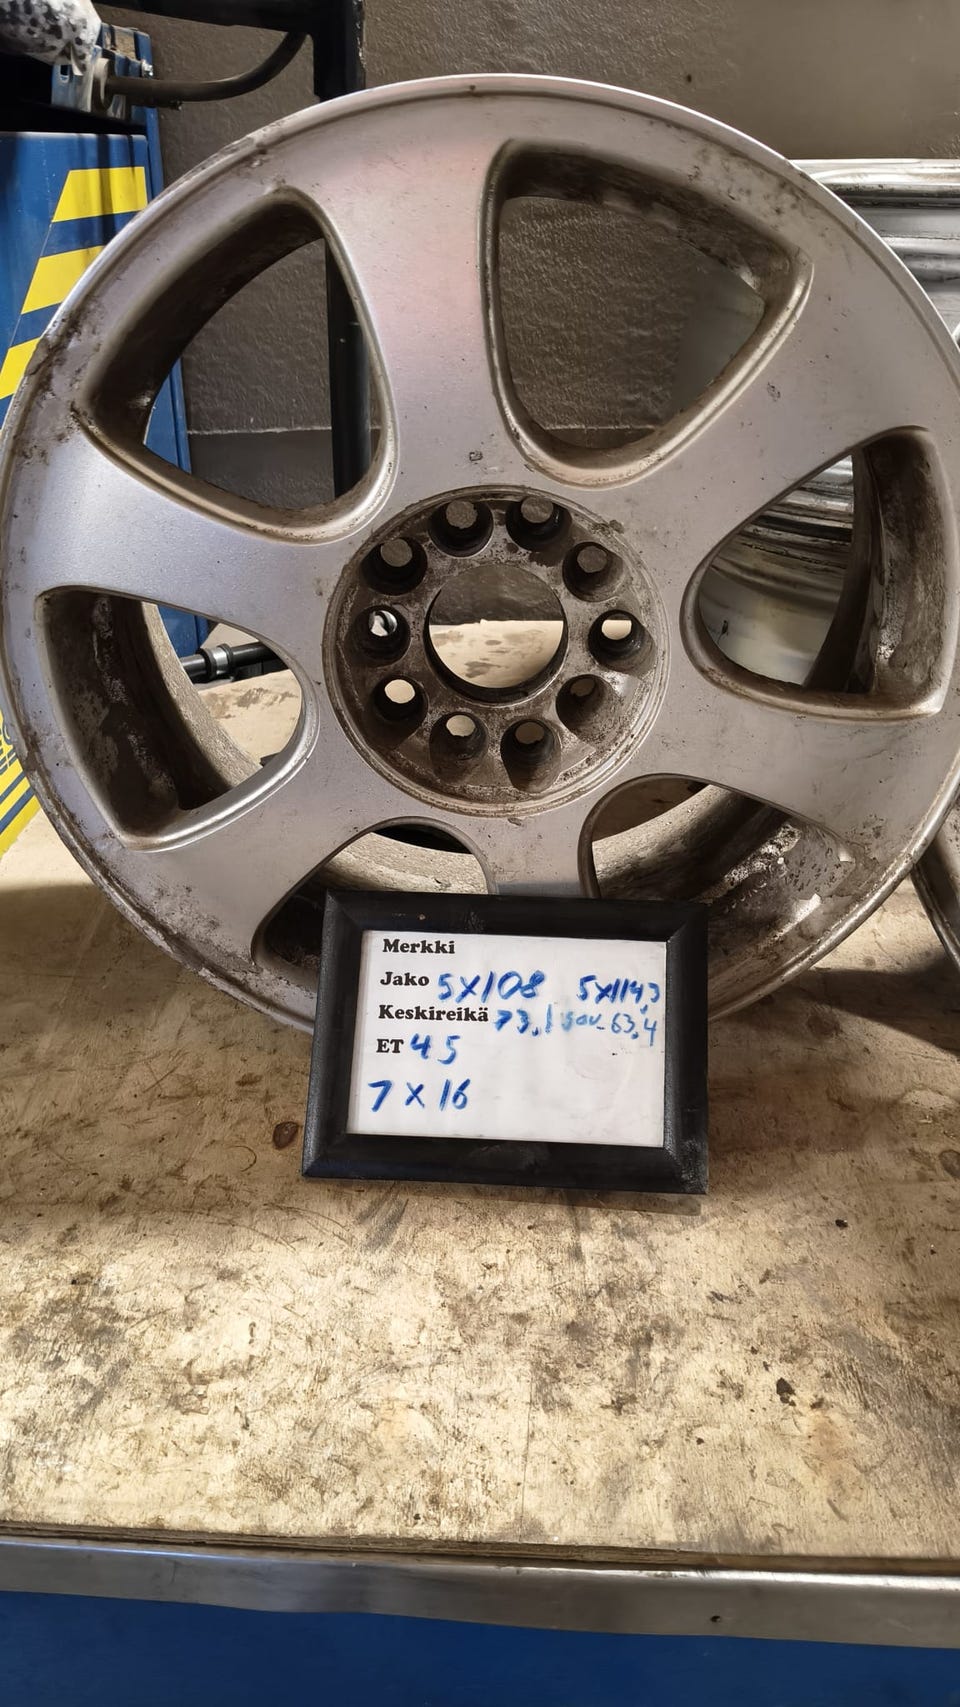 Merkki
Jako 5x108 5x114,3
Keskireikä 73,1 sov. 63,4
ET 45
7 x 16